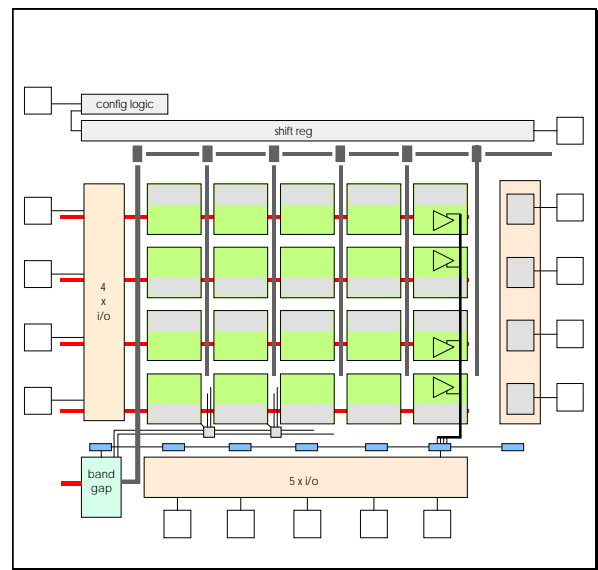 config logic
shift reg
4
x
i/o
band
gap
5 x i/o